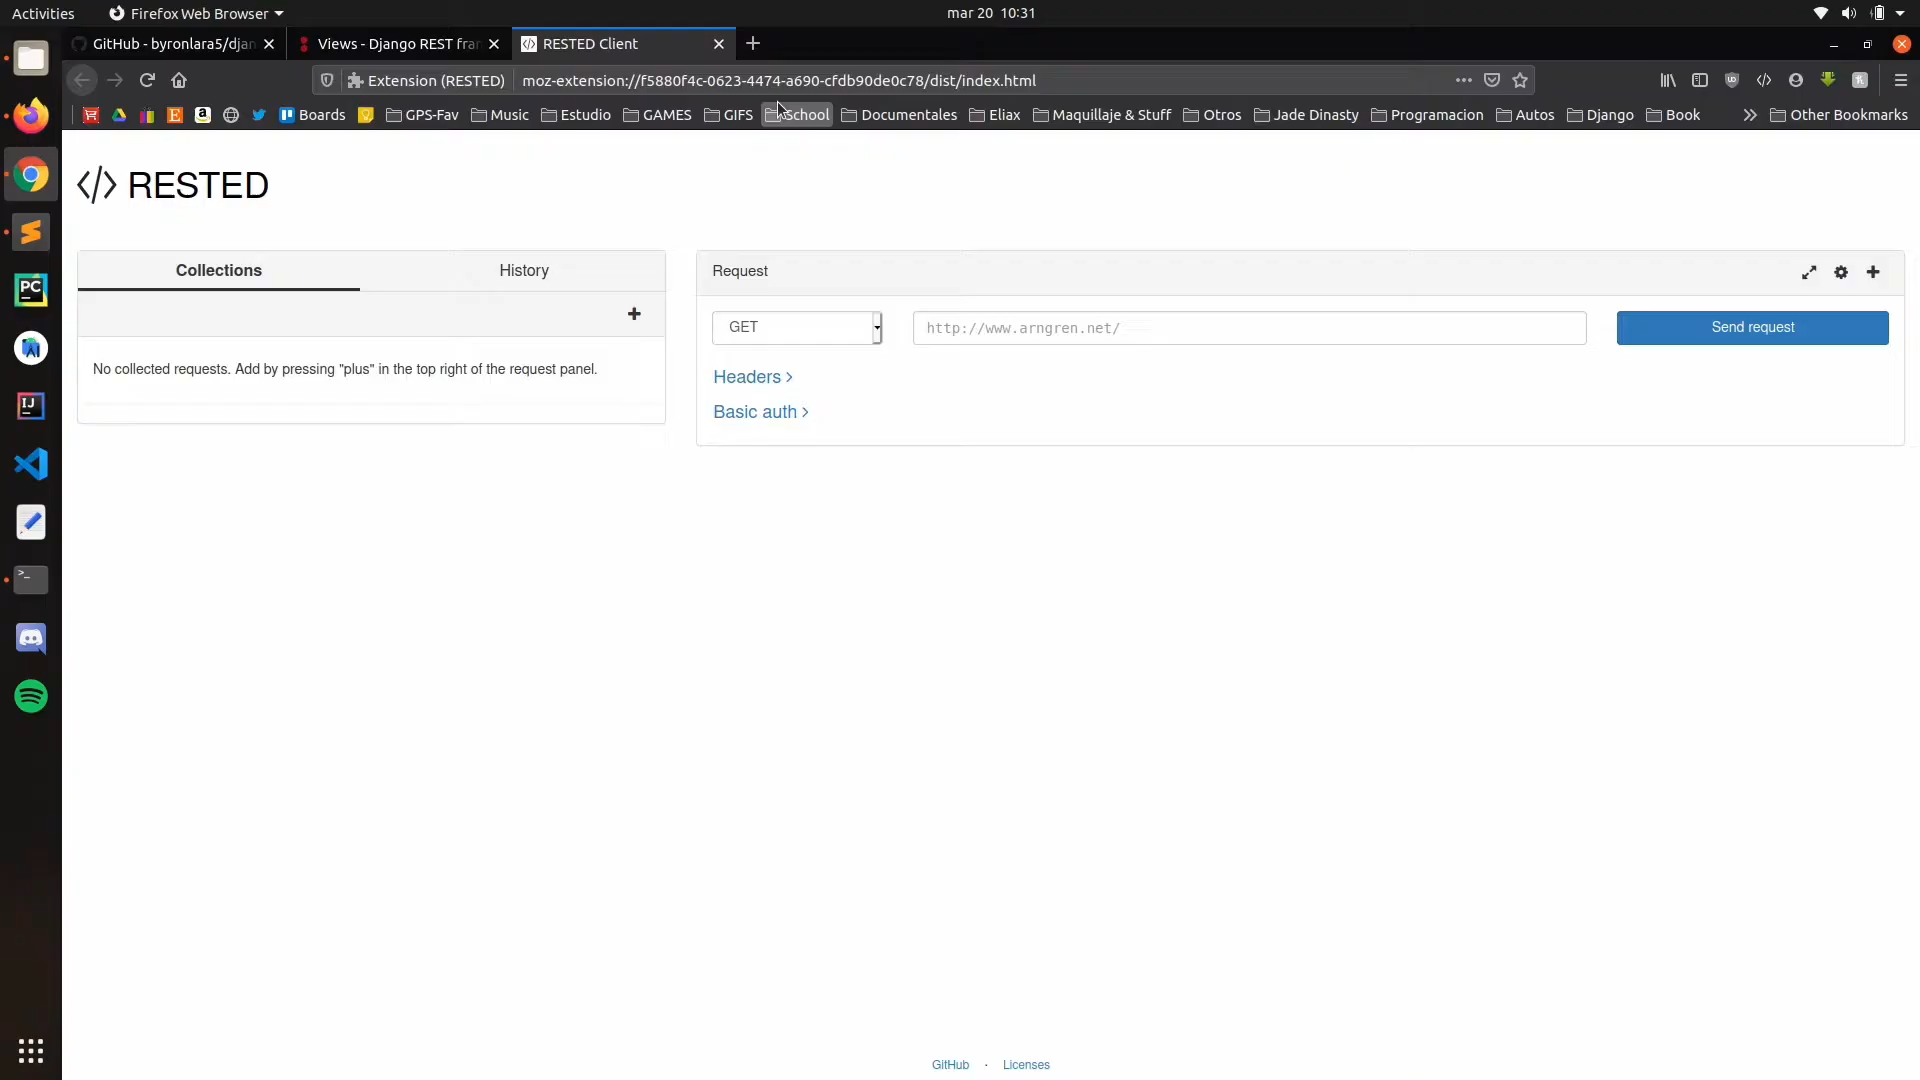 Activities
Firefox Web Browser
mar 20 10:31
GitHub - byronlara5/djan
Views - Django REST fra
RESTED Client
Extension (RESTED)
moz-extension://f5880f4c-0623-4474-a690-cfdb90de0c78/dist/index.html
Boards
GPS-Fav
Music
Estudio
GAMES
GIFS
School
Documentales
Eliax
Maquillaje & Stuff
Otros
Jade Dinasty
Programacion
Autos
Django
Book
Other Bookmarks
</> RESTED
Collections
History
No collected requests. Add by pressing "plus" in the top right of the request panel.
Request
GET
http://www.arngren.net/
Send request
Headers >
Basic auth >
GitHub · Licenses